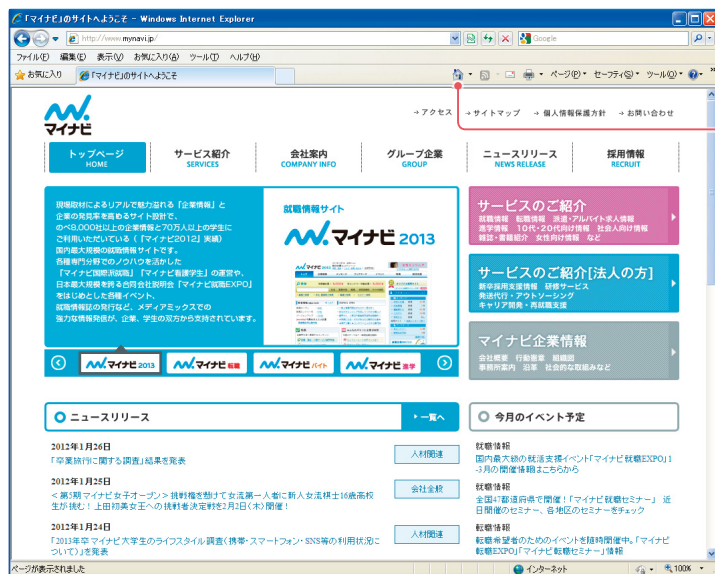 「マイナビ」のサイトへようこそ - Windows Internet Explorer
http://www.mynavi.jp/
Google
ファイル(F) 編集(E) 表示(V) お気に入り(A) ツール(T) ヘルプ(H)
お気に入り 「マイナビ」のサイトへようこそ ページ(P) セーフティ(S) ツール(O)
マイナビ
→アクセス →サイトマップ →個人情報保護方針 →お問い合わせ
トップページ サービス紹介 会社案内 グループ企業 ニュースリリース 採用情報
HOME SERVICES COMPANY INFO GROUP NEWS RELEASE RECRUIT
現場取材によるリアルで魅力溢れる「企業情報」と
企業の発見率を高めるサイト設計で、
のべ8,000社以上の企業情報と70万人以上の学生に
ご利用いただいている(『マイナビ2012』実績)
国内最大規模の就職情報サイトです。
各種専門分野でのノウハウを活かした
『マイナビ国際派就職』『マイナビ看護学生』の運営や、
日本最大規模を誇る合同会社説明会『マイナビ就職EXPO』
をはじめとした各種イベント、
就職情報誌の発行など、メディアミックスでの
強力な情報発信が、企業、学生の双方から支持されています。
就職情報サイト
マイナビ 2013
サービスのご紹介
就職情報 転職情報 派遣・アルバイト求人情報
進学情報 10代・20代向け情報 社会人向け情報
雑誌・書籍紹介 女性向け情報 など
サービスのご紹介[法人の方]
新卒採用支援情報 研修サービス
発送代行・アウトソーシング
キャリア開発・再就職支援
マイナビ企業情報
会社概要 行動憲章 組織図
事務所案内 沿革 社会的な取組みなど
マイナビ 2013 マイナビ 転職 マイナビ バイト マイナビ 進学
ニュースリリース
一覧へ
2012年1月26日
「卒業旅行に関する調査」結果を発表
人材関連
2012年1月25日
<第5期マイナビ女子オープン>挑戦権を懸けて女流第一人者に新人女流棋士16歳高校
生が挑む! 上田初美女王への挑戦者決定戦を2月2日(木)開催!
会社全般
2012年1月24日
「2013年卒マイナビ大学生のライフスタイル調査(携帯・スマートフォン・SNS等の利用状況に
ついて)」を発表
人材関連
今月のイベント予定
就職情報
国内最大級の就活支援イベント「マイナビ就職EXPO」1
-3月の開催情報はこちらから
就職情報
全国47都道府県で開催!「マイナビ就職セミナー」 近
日開催のセミナー、各地区のセミナーをチェック
転職情報
転職希望者のためのイベントを随時開催中。「マイナビ
転職EXPO」「マイナビ転職セミナー」情報
ページが表示されました
インターネット
100%